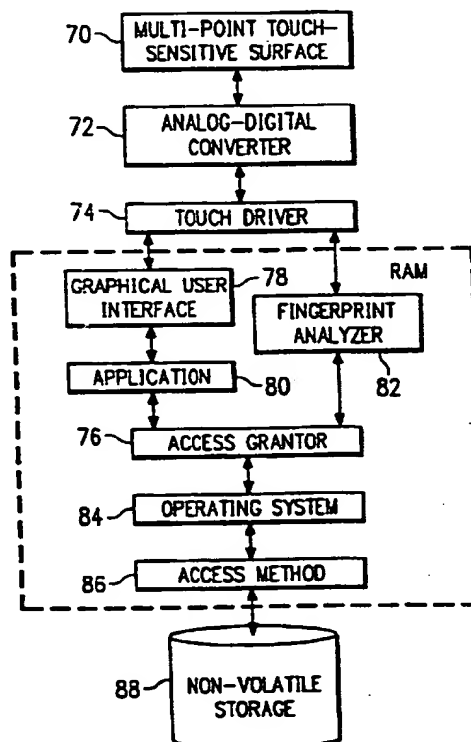 70
MULTI-POINT TOUCH-
SENSITIVE SURFACE
72
ANALOG-DIGITAL
CONVERTER
74
TOUCH DRIVER
RAM
GRAPHICAL USER
INTERFACE
78
FINGERPRINT
ANALYZER
82
APPLICATION
80
76
ACCESS GRANTOR
84
OPERATING SYSTEM
86
ACCESS METHOD
88
NON-VOLATILE
STORAGE